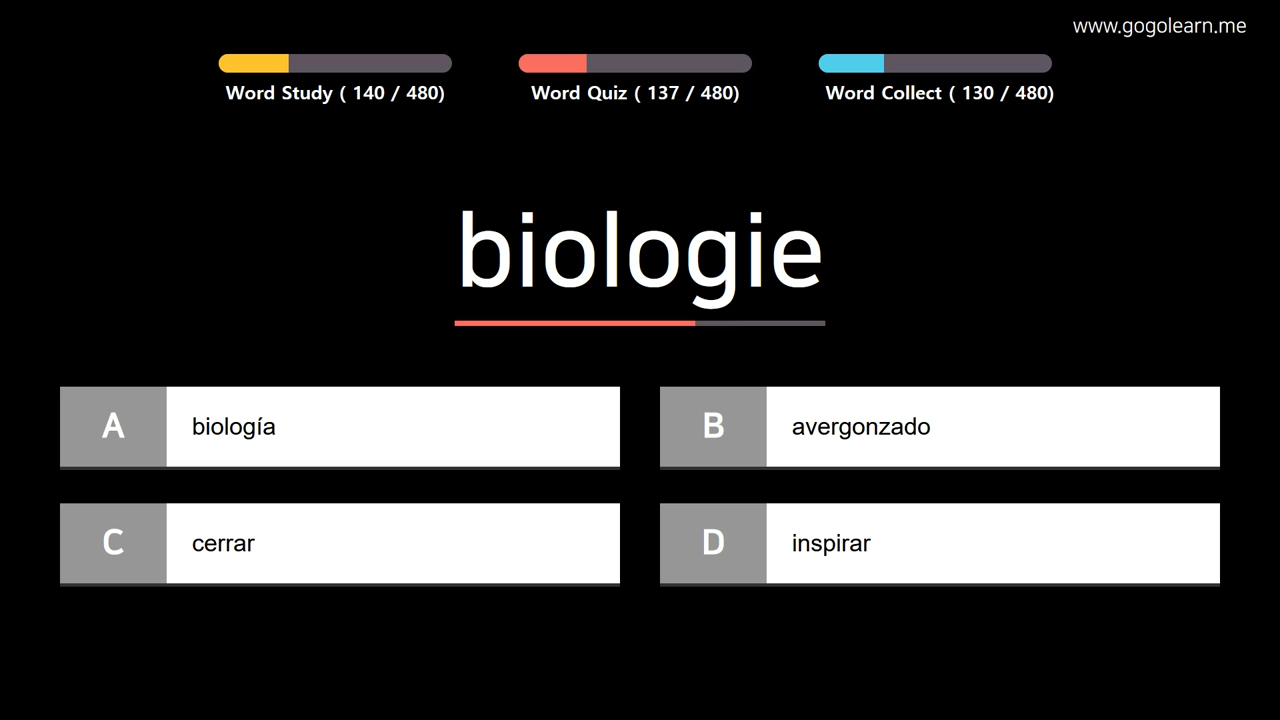 www.gogolearn.me
Word Study ( 140 / 480)
Word Quiz ( 137 / 480)
Word Collect ( 130 / 480)
biologie
A biología
B avergonzado
C cerrar
D inspirar